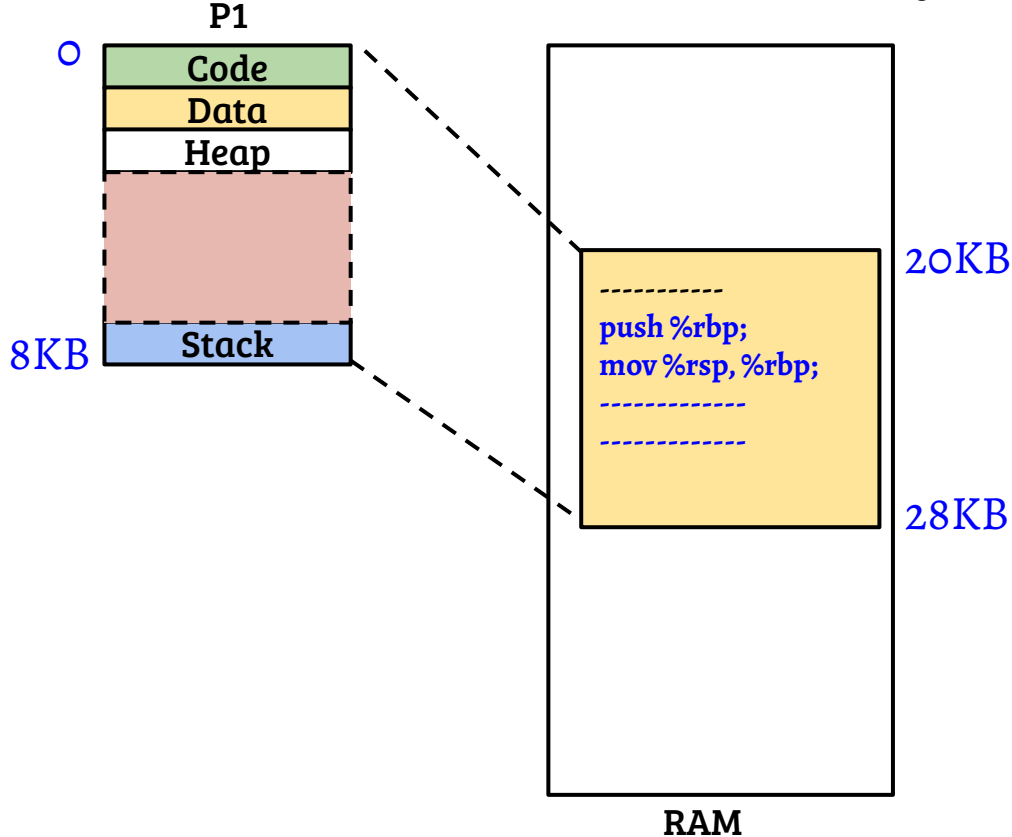 P1
0
Code
Data
Heap
Stack
8KB
20KB
push %rbp;
mov %rsp, %rbp;
28KB
RAM